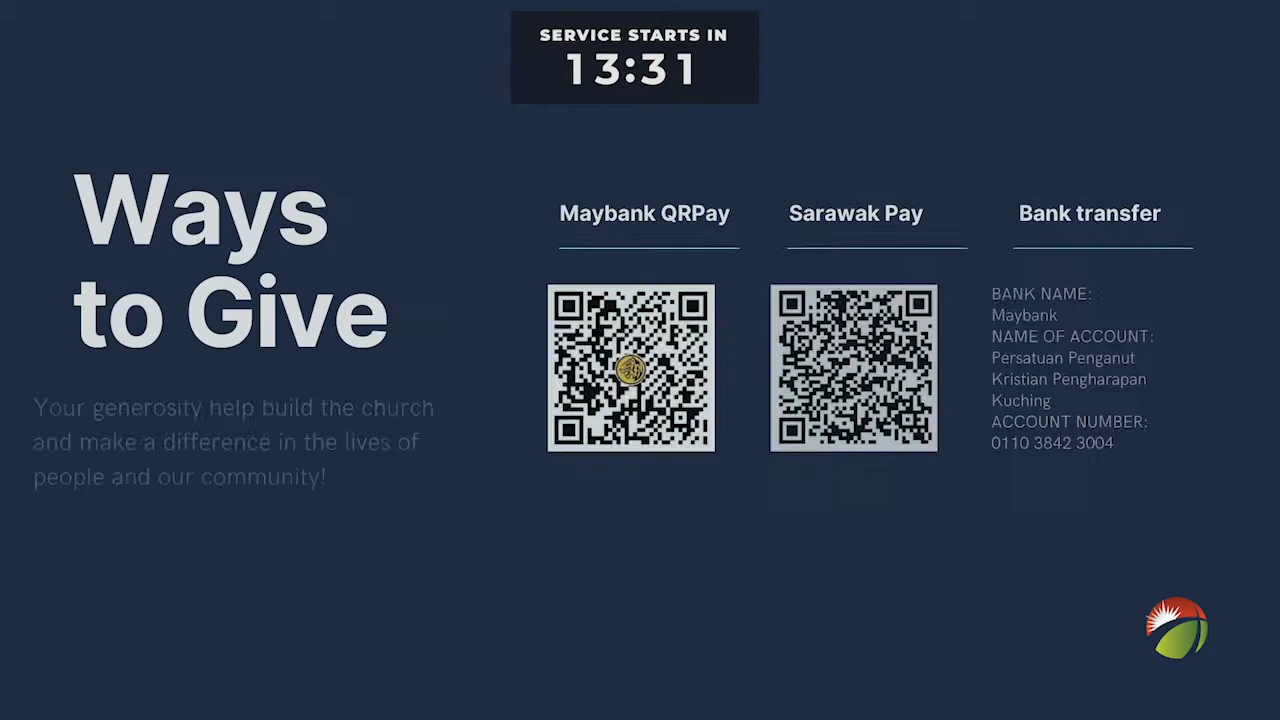 SERVICE STARTS IN
13:31
Ways
to Give
Your generosity help build the church
and make a difference in the lives of
people and our community!
Maybank QRPay
Sarawak Pay
Bank transfer
BANK NAME:
Maybank
NAME OF ACCOUNT:
Persatuan Penganut
Kristian Pengharapan
Kuching
ACCOUNT NUMBER:
0110 3842 3004